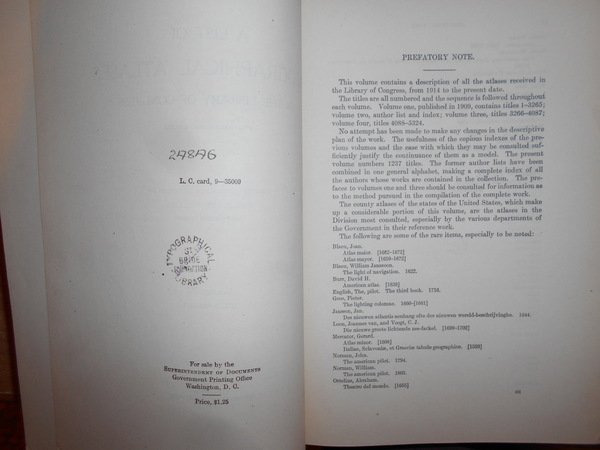 24846
L. C. card, 9—35009
TYPOGRAPHICAL
ST
BRIDE
FOUNDATION
LIBRARY
For sale by the
SUPERINTENDENT OF DOCUMENTS
Government Printing Office
Washington, D. C.
Price, $1.25
PREFATORY NOTE.
This volume contains a description of all the atlases received in
the Library of Congress, from 1914 to the present date.
The titles are all numbered and the sequence is followed throughout
each volume. Volume one, published in 1909, contains titles 1–3265;
volume two, author list and index; volume three, titles 3266–4087;
volume four, titles 4088–5324.
No attempt has been made to make any changes in the descriptive
plan of the work. The usefulness of the copious indexes of the pre-
vious volumes and the ease with which they may be consulted suf-
ficiently justify the continuance of them as a model. The present
volume numbers 1237 titles. The former author lists have been
combined in one general alphabet, making a complete index of all
the authors whose works are contained in the collection. The pre-
faces to volumes one and three should be consulted for information as
to the method pursued in the compilation of the complete work.
The county atlases of the states of the United States, which make
up a considerable portion of this volume, are the atlases in the
Division most consulted, especially by the various departments of
the Government in their reference work.
The following are some of the rare items, especially to be noted:
Blaeu, Joan.
Atlas maior. [1662–1672]
Atlas mayor. [1659–1672]
Blaeu, William Janszoon.
The light of navigation. 1622.
Burr, David H.
American atlas. [1839]
English, The, pilot. The third book. 1756.
Goos, Pieter.
The lighting colomne. 1660–[1661]
Jansson, Jan.
Des nieuwen atlantis aenhang ofte des nieuwen wereld-beschrijvinghe. 1644.
Loon, Joannes van, and Voogt, C. J.
Die nieuwe groote lichtende zee-fackel. [1699–1702]
Mercator, Gerard.
Atlas minor. [1608]
Italiae, Sclavoniae, et Graeciae tabule geographice. [1589]
Norman, John.
The american pilot. 1794.
Norman, William.
The american pilot. 1803.
Ortelius, Abraham.
Theatro del mondo. [1655]